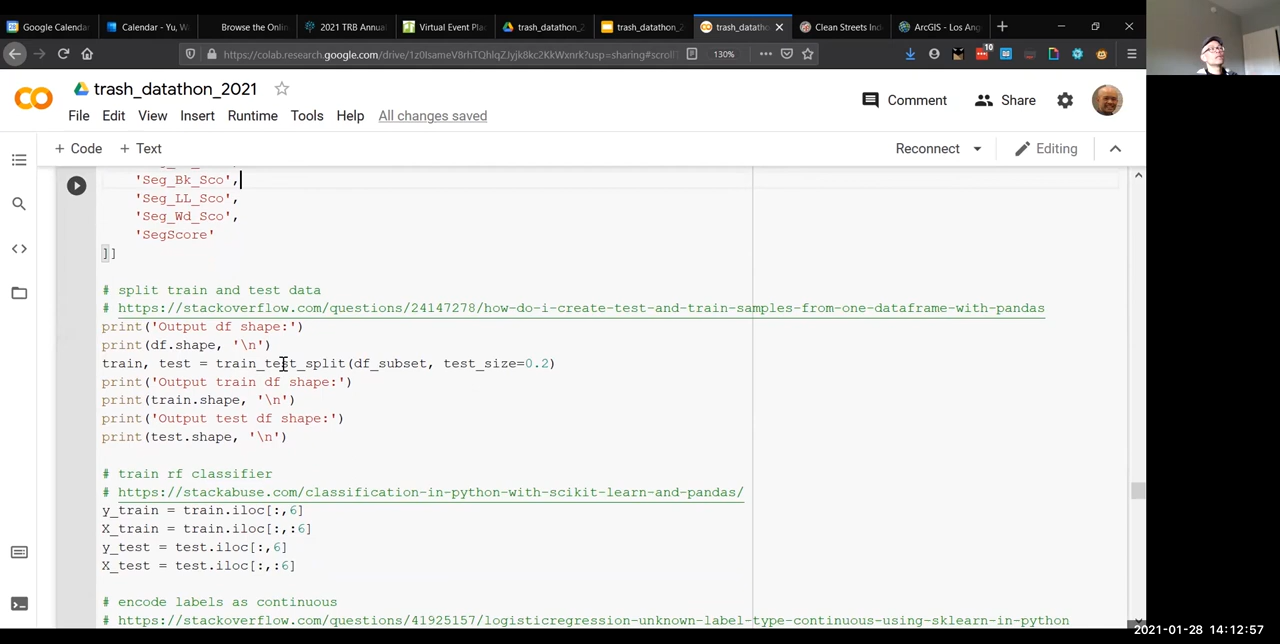 Google Calendar
Calendar - Yu, W
Browse the Onli
2021 TRB Annual
Virtual Event Pla
trash_datathon_2
trash_datathon_2
trash_datath
Clean Streets Ind
ArcGIS - Los Ang
https://colab.research.google.com/drive/1z0IsameV8rhTQhlqZJyjk8kc2KkWxnrk?usp=sharing#scroll
130%
10
trash_datathon_2021
Comment
Share
File Edit View Insert Runtime Tools Help All changes saved
+ Code + Text
Reconnect
Editing
'Seg_Bk_Sco',
'Seg_LL_Sco',
'Seg_Wd_Sco',
'SegScore'
]]
# split train and test data
# https://stackoverflow.com/questions/24147278/how-do-i-create-test-and-train-samples-from-one-dataframe-with-pandas
print('Output df shape:')
print(df.shape, '\n')
train, test = train_test_split(df_subset, test_size=0.2)
print('Output train df shape:')
print(train.shape, '\n')
print('Output test df shape:')
print(test.shape, '\n')
# train rf classifier
# https://stackabuse.com/classification-in-python-with-scikit-learn-and-pandas/
y_train = train.iloc[:,6]
X_train = train.iloc[:,:6]
y_test = test.iloc[:,6]
X_test = test.iloc[:,:6]
# encode labels as continuous
# https://stackoverflow.com/questions/41925157/logisticregression-unknown-label-type-continuous-using-sklearn-in-python
2021-01-28 14:12:57